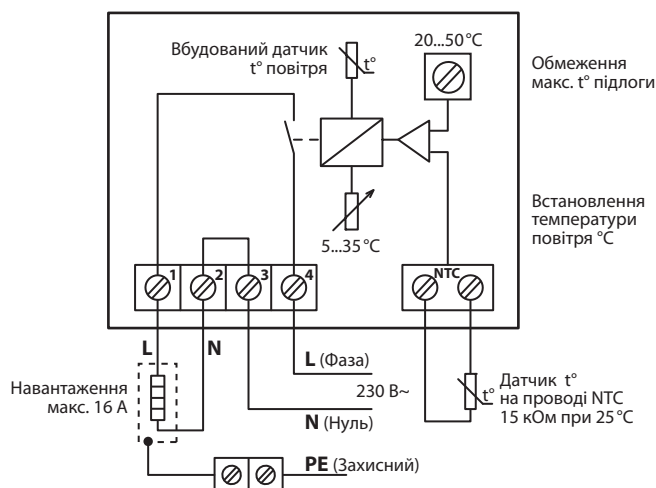 Вбудований датчик
t° повітря
t°
20...50 °C
Обмеження
макс. t° підлоги
5...35 °C
Встановлення
температури
повітря °C
1
2
3
4
NTC
L
N
L (Фаза)
230 В~
N (Нуль)
Навантаження
макс. 16 А
t°
Датчик t°
на проводі NTC
15 кОм при 25 °C
PE (Захисний)